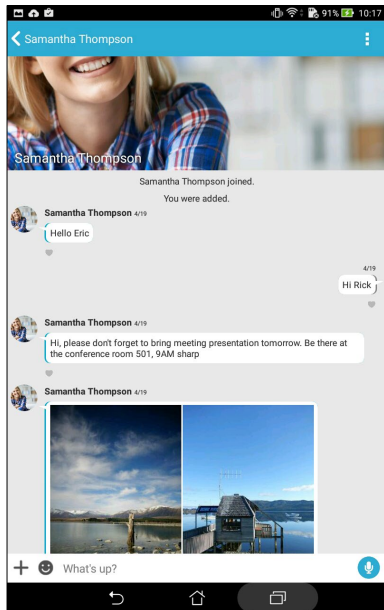 91% 10:17
Samantha Thompson
Samantha Thompson
Samantha Thompson joined.
You were added.
Samantha Thompson 4/19
Hello Eric
4/19
Hi Rick
Samantha Thompson 4/19
Hi, please don't forget to bring meeting presentation tomorrow. Be there at
the conference room 501, 9AM sharp
Samantha Thompson 4/19
What's up?